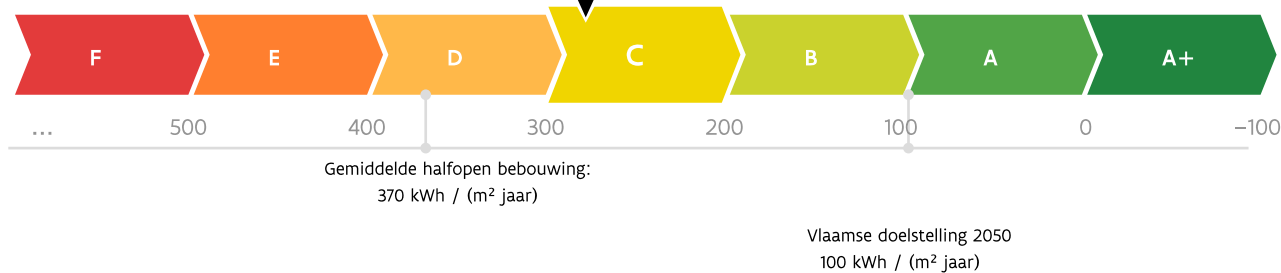 F E D C B A A+
... 500 400 300 200 100 0 −100
Gemiddelde halfopen bebouwing:
370 kWh / (m² jaar)
Vlaamse doelstelling 2050
100 kWh / (m² jaar)